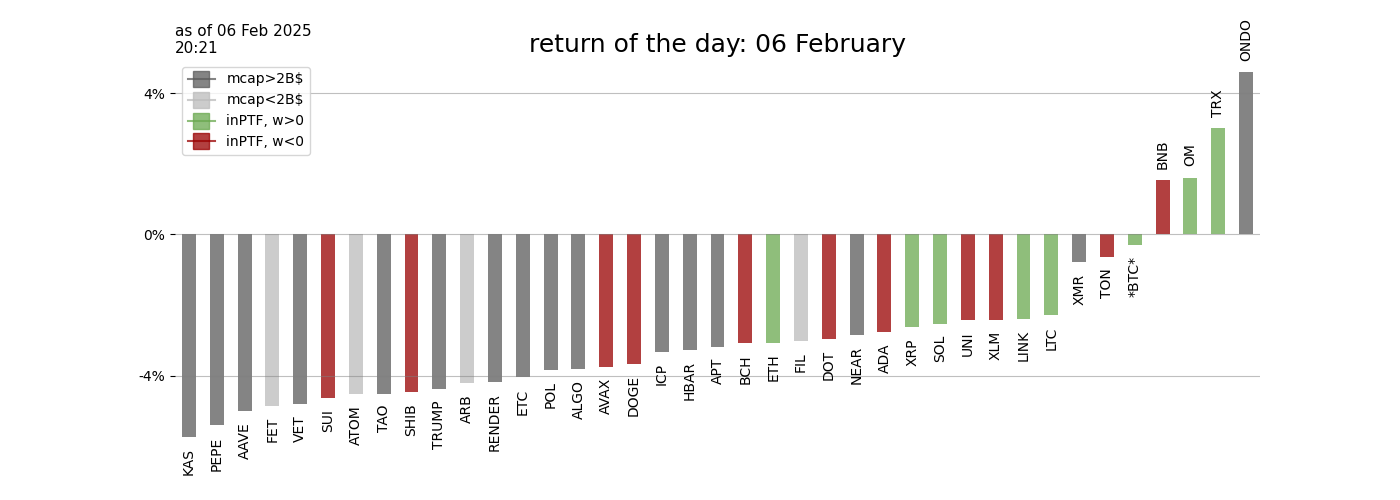 as of 06 Feb 2025
20:21
return of the day: 06 February
mcap>2B$
mcap<2B$
inPTF, w>0
inPTF, w<0
4%
0%
-4%
KAS
PEPE
AAVE
FET
VET
SUI
ATOM
TAO
SHIB
TRUMP
ARB
RENDER
ETC
POL
ALGO
AVAX
DOGE
ICP
HBAR
APT
BCH
ETH
FIL
DOT
NEAR
ADA
XRP
SOL
UNI
XLM
LINK
LTC
XMR
TON
*BTC*
BNB
OM
TRX
ONDO